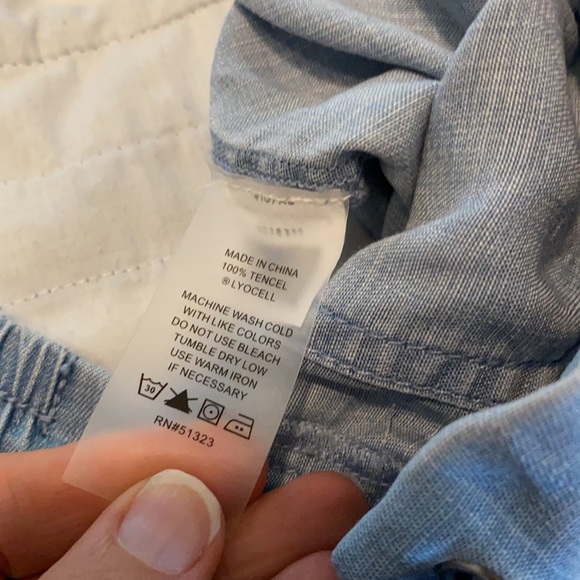 MADE IN CHINA
100% TENCEL
®LYOCELL
MACHINE WASH COLD
WITH LIKE COLORS
DO NOT USE BLEACH
TUMBLE DRY LOW
USE WARM IRON
IF NECESSARY
30
RN#51323